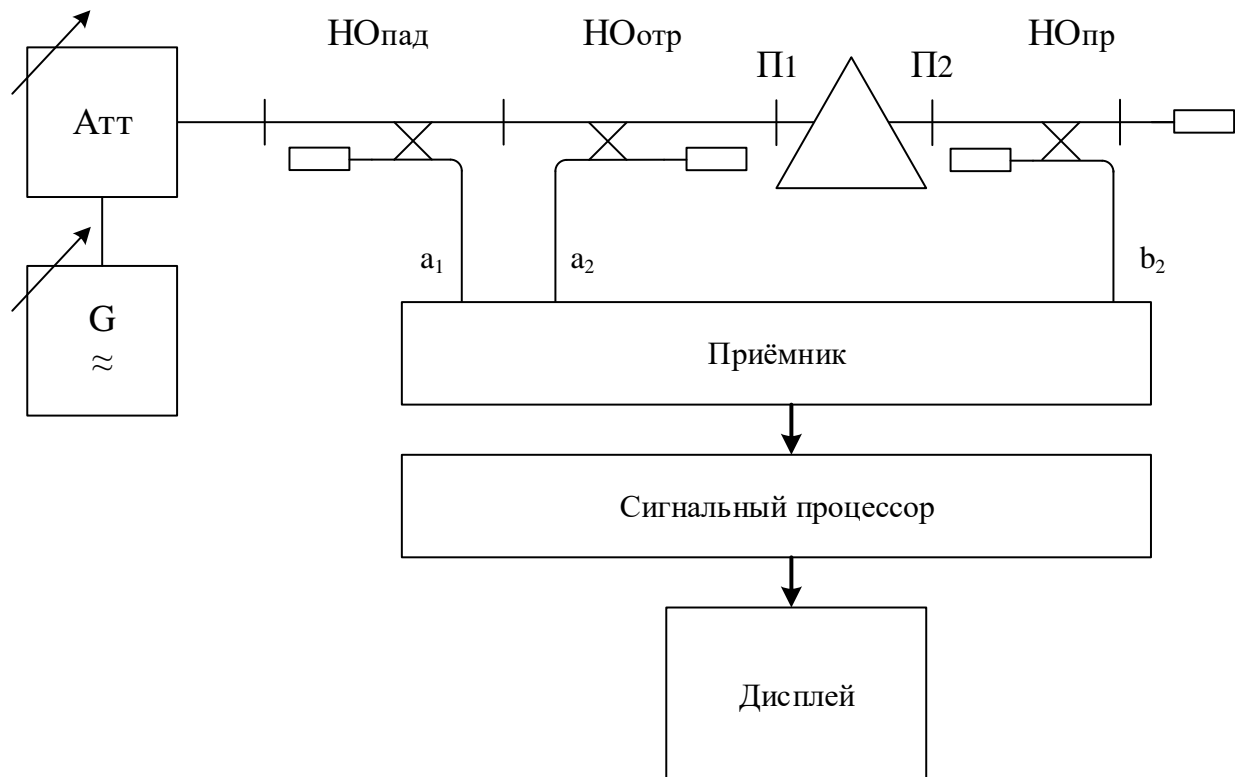 НОпад
НОотр
НОпр
П1
П2
Атт
G
≈
a₁
a₂
b₂
Приёмник
Сигнальный процессор
Дисплей